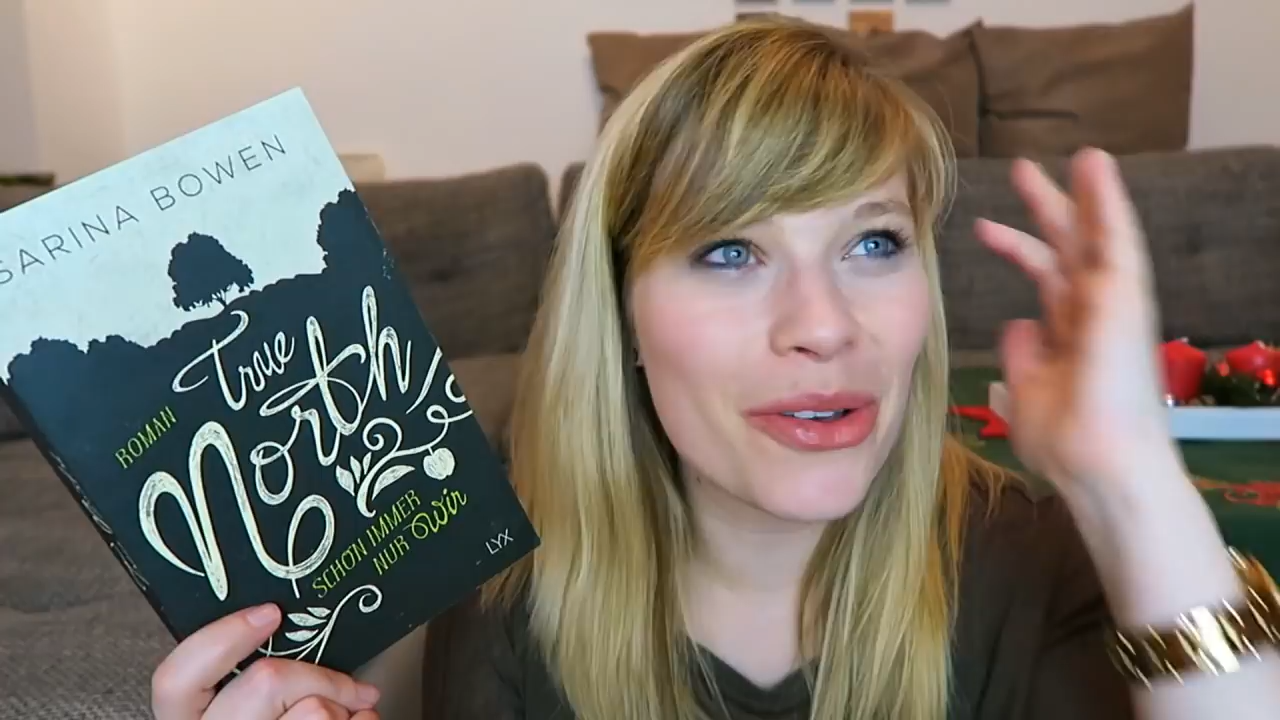 SARINA BOWEN
True
North
ROMAN
SCHON IMMER
NUR Wir
LYX